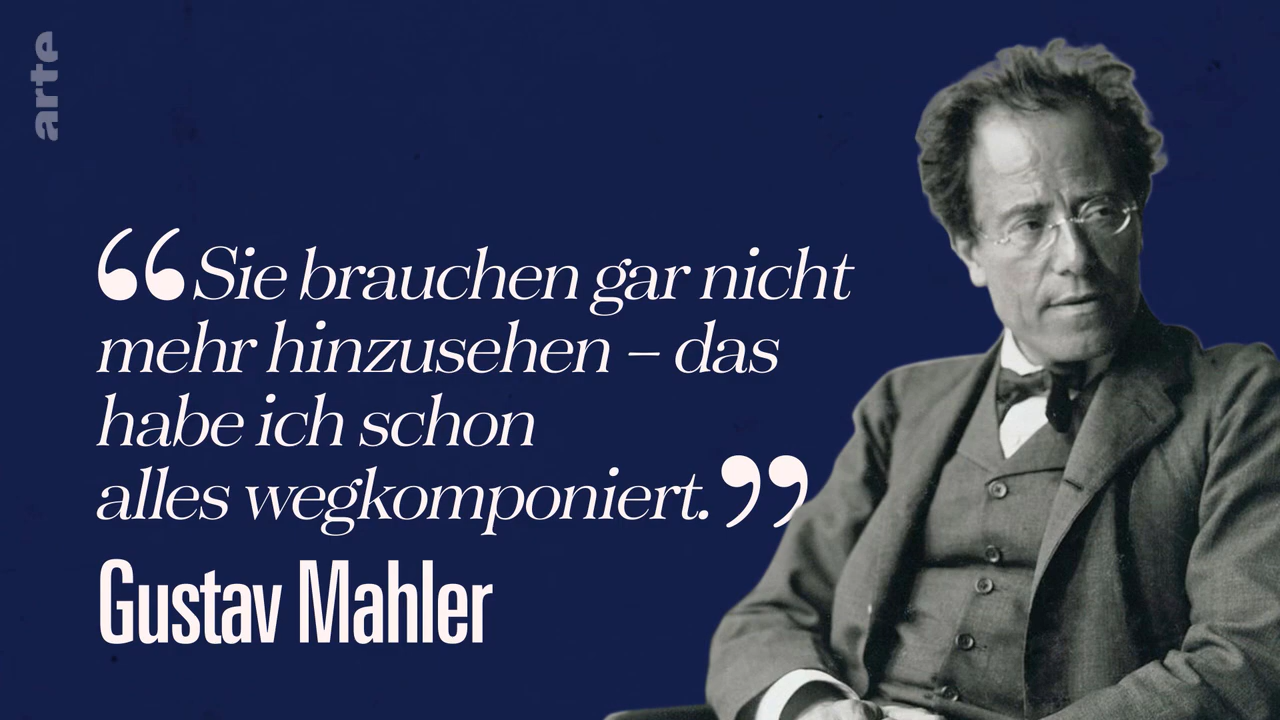 arte
“Sie brauchen gar nicht
mehr hinzusehen – das
habe ich schon
alles wegkomponiert.”
Gustav Mahler